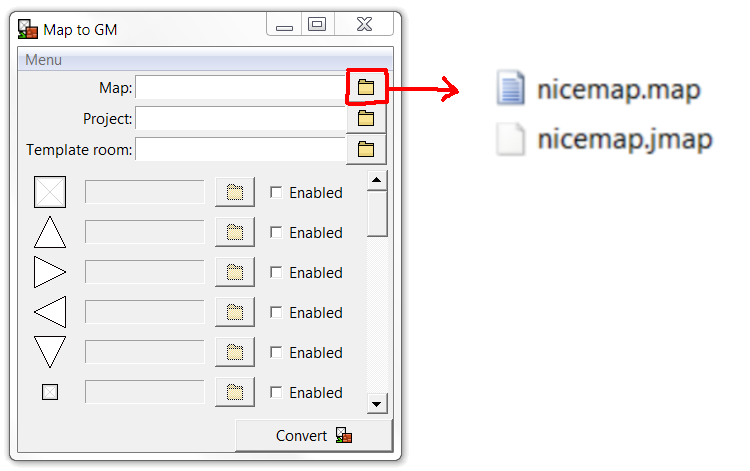 Map to GM
Menu
Map:
Project:
Template room:
Enabled
Enabled
Enabled
Enabled
Enabled
Enabled
Convert
nicemap.map
nicemap.jmap